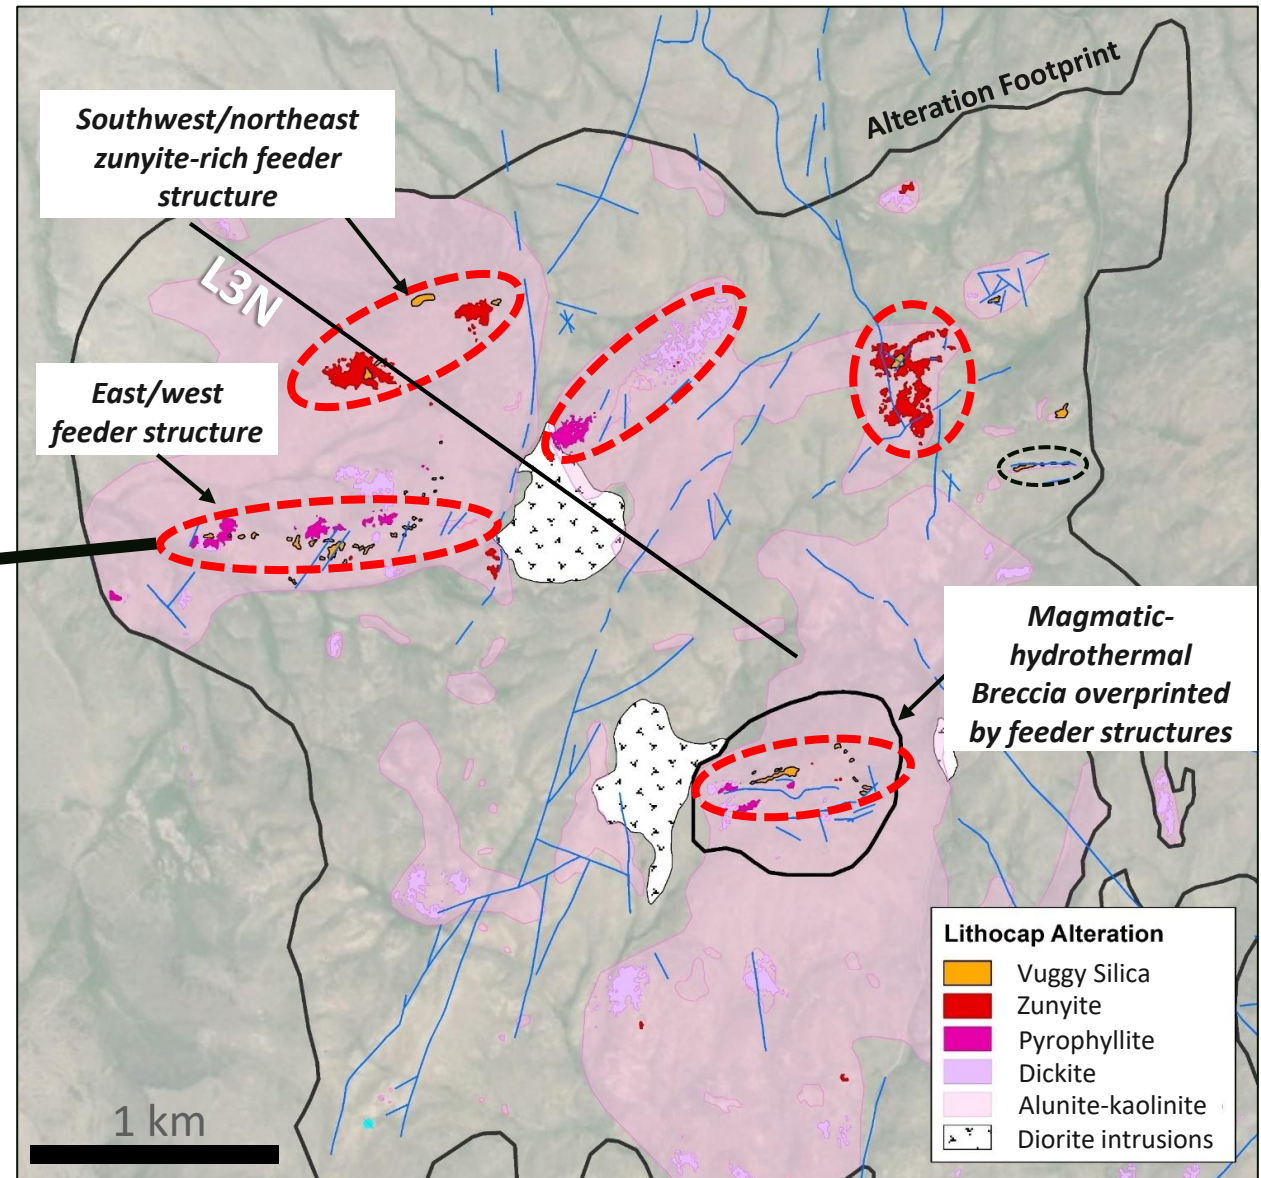 Alteration Footprint
Southwest/northeast
zunyite-rich feeder
structure
L3N
East/west
feeder structure
Magmatic-
hydrothermal
Breccia overprinted
by feeder structures
Lithocap Alteration
Vuggy Silica
Zunyite
Pyrophyllite
Dickite
Alunite-kaolinite
Diorite intrusions
1 km